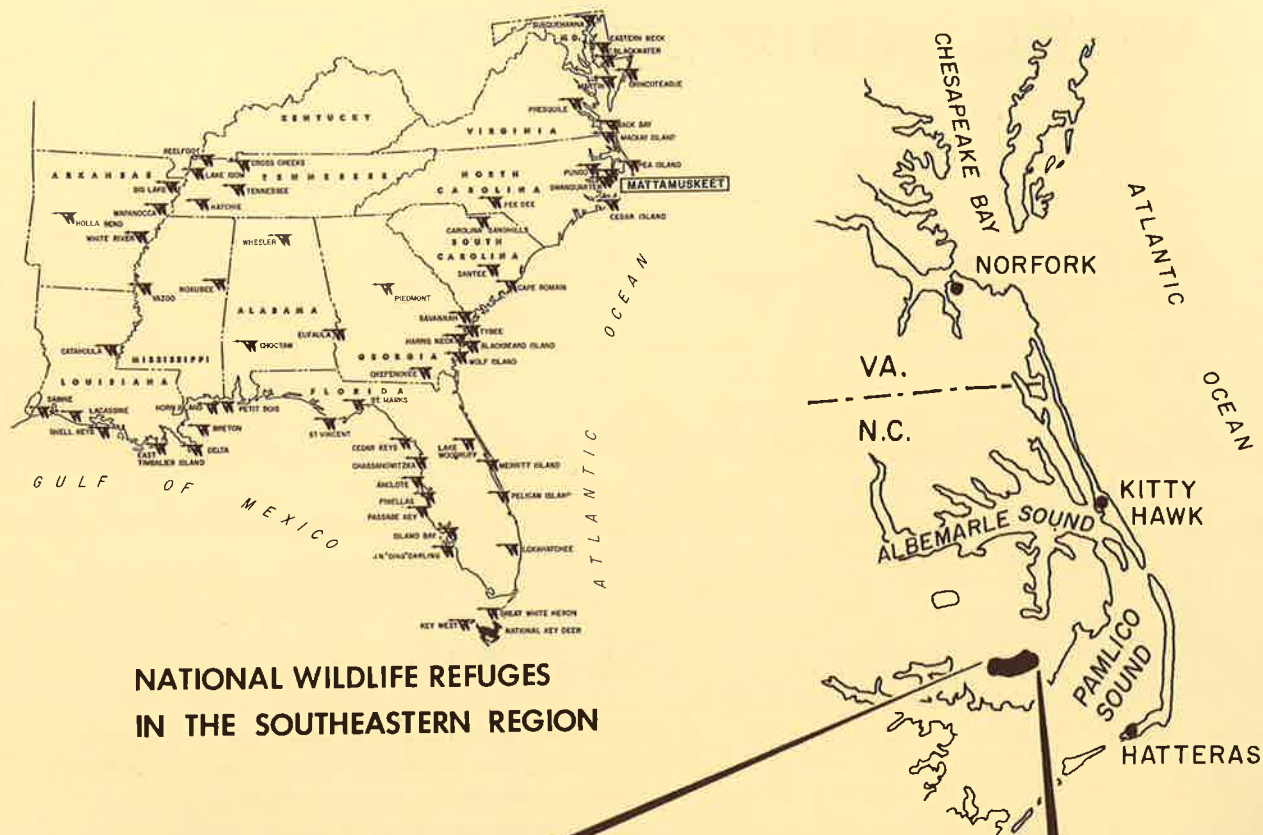 SUSQUEHANNA
M D.
EASTERN NECK
BLACKWATER
MARTIN
CHINCOTEAGUE
PRESQUILE
BACK BAY
MACKAY ISLAND
KENTUCKY
VIRGINIA
REELFOOT
CROSS CREEKS
LAKE ISOM
TENNESSEE
ARKANSAS
TENNESSEE
BIG LAKE
HATCHIE
WAPANOCCA
HOLLA BEND
WHITE RIVER
NORTH
CAROLINA
PEA ISLAND
PUNGO
SWANQUARTER
MATTAMUSKEET
PEE DEE
CEDAR ISLAND
CAROLINA SANDHILLS
SOUTH
CAROLINA
SANTEE
CAPE ROMAIN
WHEELER
PIEDMONT
NOXUBEE
YAZOO
ALABAMA
EUFAULA
CHOCTAW
SAVANNAH
TYBEE
HARRIS NECK
BLACKBEARD ISLAND
WOLF ISLAND
GEORGIA
OKEFENOKEE
CATAHOULA
MISSISSIPPI
LOUISIANA
SABINE
LACASSINE
SHELL KEYS
HORN ISLAND
PETIT BOIS
BRETON
EAST
TIMBALIER ISLAND
DELTA
FLORIDA
ST. MARKS
ST VINCENT
CEDAR KEYS
LAKE
WOODRUFF
CHASSAHOWITZKA
MERRITT ISLAND
ANCLOTE
PELICAN ISLAND
PINELLAS
PASSAGE KEY
ISLAND BAY
J.N."DING"DARLING
LOXAHATCHEE
GREAT WHITE HERON
KEY WEST
NATIONAL KEY DEER
GULF OF MEXICO
ATLANTIC OCEAN
NATIONAL WILDLIFE REFUGES
IN THE SOUTHEASTERN REGION
CHESAPEAKE BAY
ATLANTIC OCEAN
NORFORK
VA.
N.C.
KITTY
HAWK
ALBEMARLE SOUND
PAMLICO
SOUND
HATTERAS